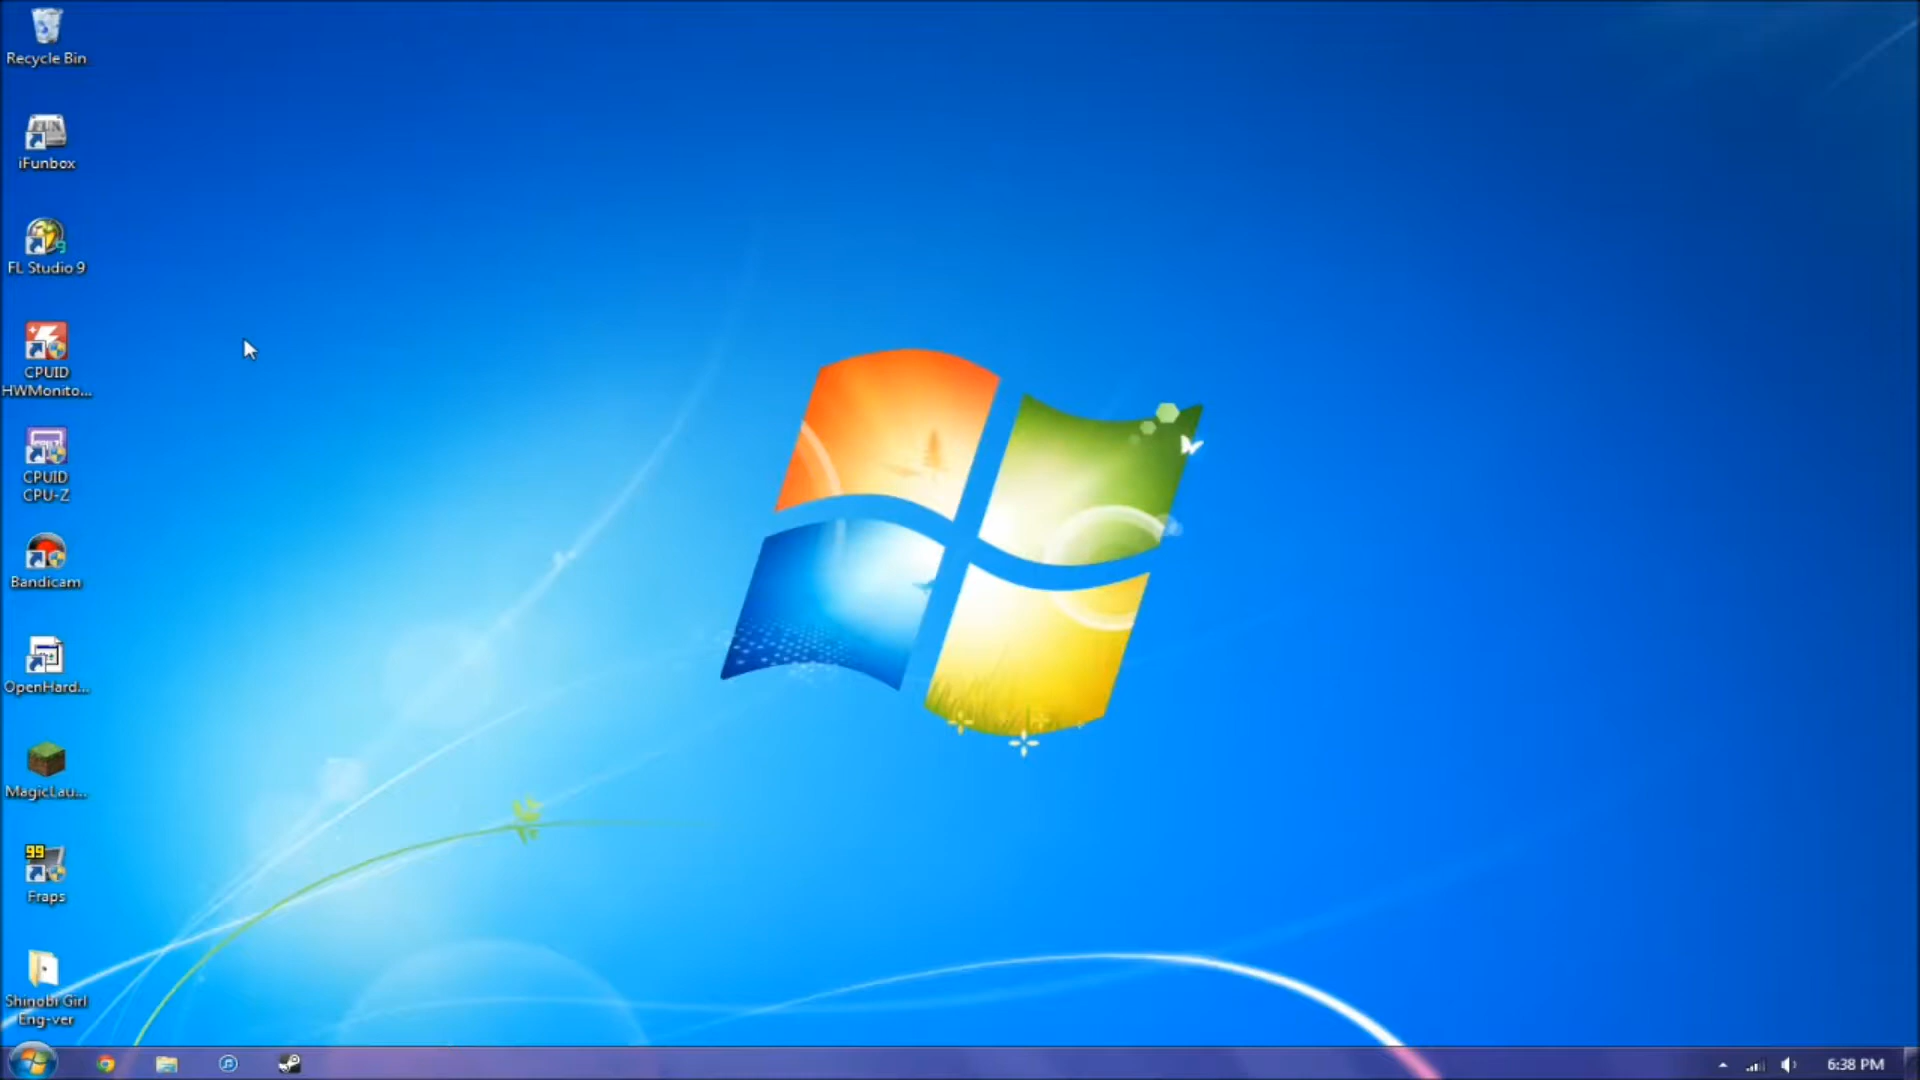 Recycle Bin
iFunbox
FL Studio 9
CPUID
HWMonito...
CPUID
CPU-Z
Bandicam
OpenHard...
MagicLau...
99
Fraps
Shinobi Girl
Eng-ver
6:38 PM